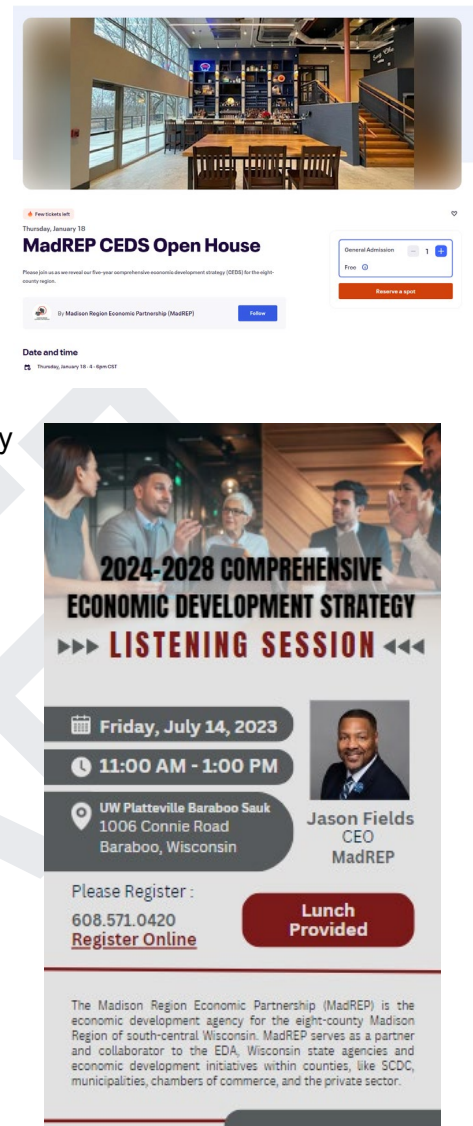 Few tickets left
Thursday, January 18
MadREP CEDS Open House
Please join us as we reveal our five-year comprehensive economic development strategy (CEDS) for the eight-
county region.
By Madison Region Economic Partnership (MadREP)
Follow
General Admission
1
Free
Reserve a spot
Date and time
Thursday, January 18 · 4 - 6pm CST
y
2024-2028 COMPREHENSIVE
ECONOMIC DEVELOPMENT STRATEGY
LISTENING SESSION
Friday, July 14, 2023
11:00 AM - 1:00 PM
UW Platteville Baraboo Sauk
1006 Connie Road
Baraboo, Wisconsin
Jason Fields
CEO
MadREP
Please Register :
608.571.0420
Register Online
Lunch
Provided
The Madison Region Economic Partnership (MadREP) is the
economic development agency for the eight-county Madison
Region of south-central Wisconsin. MadREP serves as a partner
and collaborator to the EDA, Wisconsin state agencies and
economic development initiatives within counties, like SCDC,
municipalities, chambers of commerce, and the private sector.